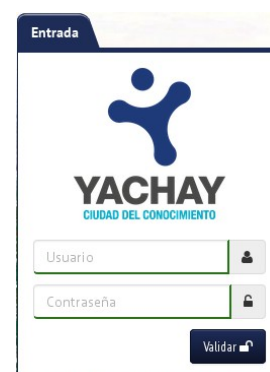 Entrada
YACHAY
CIUDAD DEL CONOCIMIENTO
Usuario
Contraseña
Validar